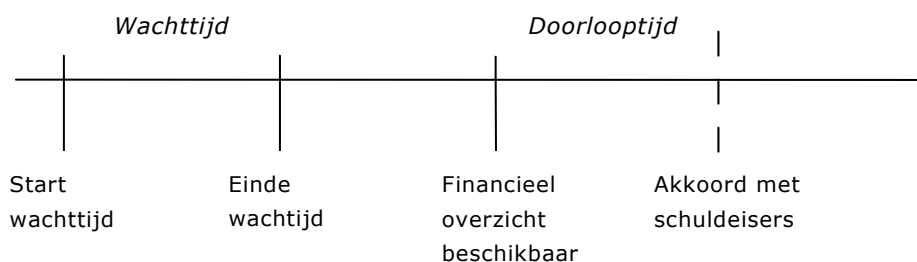 Wachttijd
Doorlooptijd
Start
wachttijd
Einde
wachtijd
Financieel
overzicht
beschikbaar
Akkoord met
schuldeisers